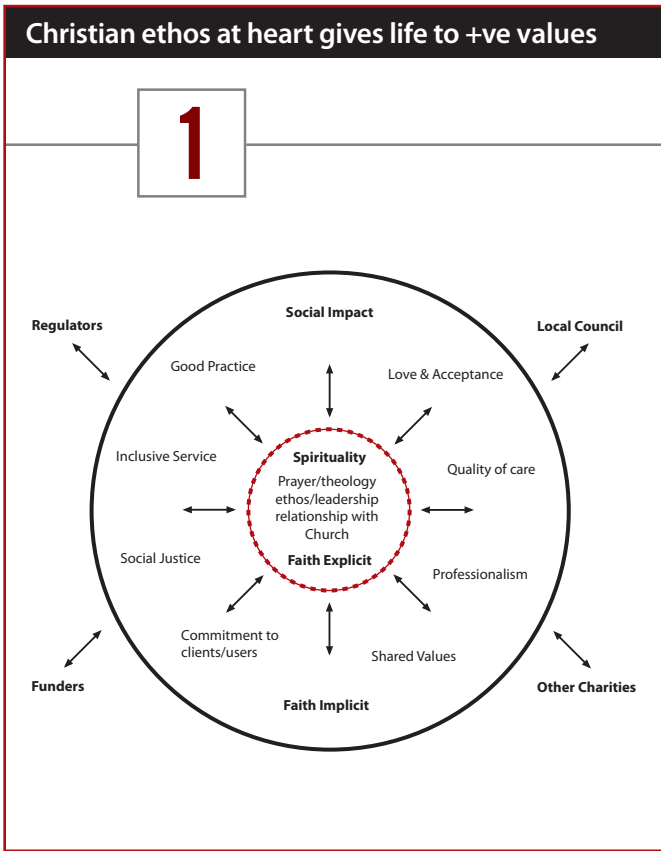 Christian ethos at heart gives life to +ve values
1
Social Impact
Regulators
Local Council
Good Practice
Love & Acceptance
Inclusive Service
Spirituality
Quality of care
Prayer/theology
ethos/leadership
relationship with
Church
Social Justice
Faith Explicit
Professionalism
Commitment to
clients/users
Shared Values
Funders
Other Charities
Faith Implicit